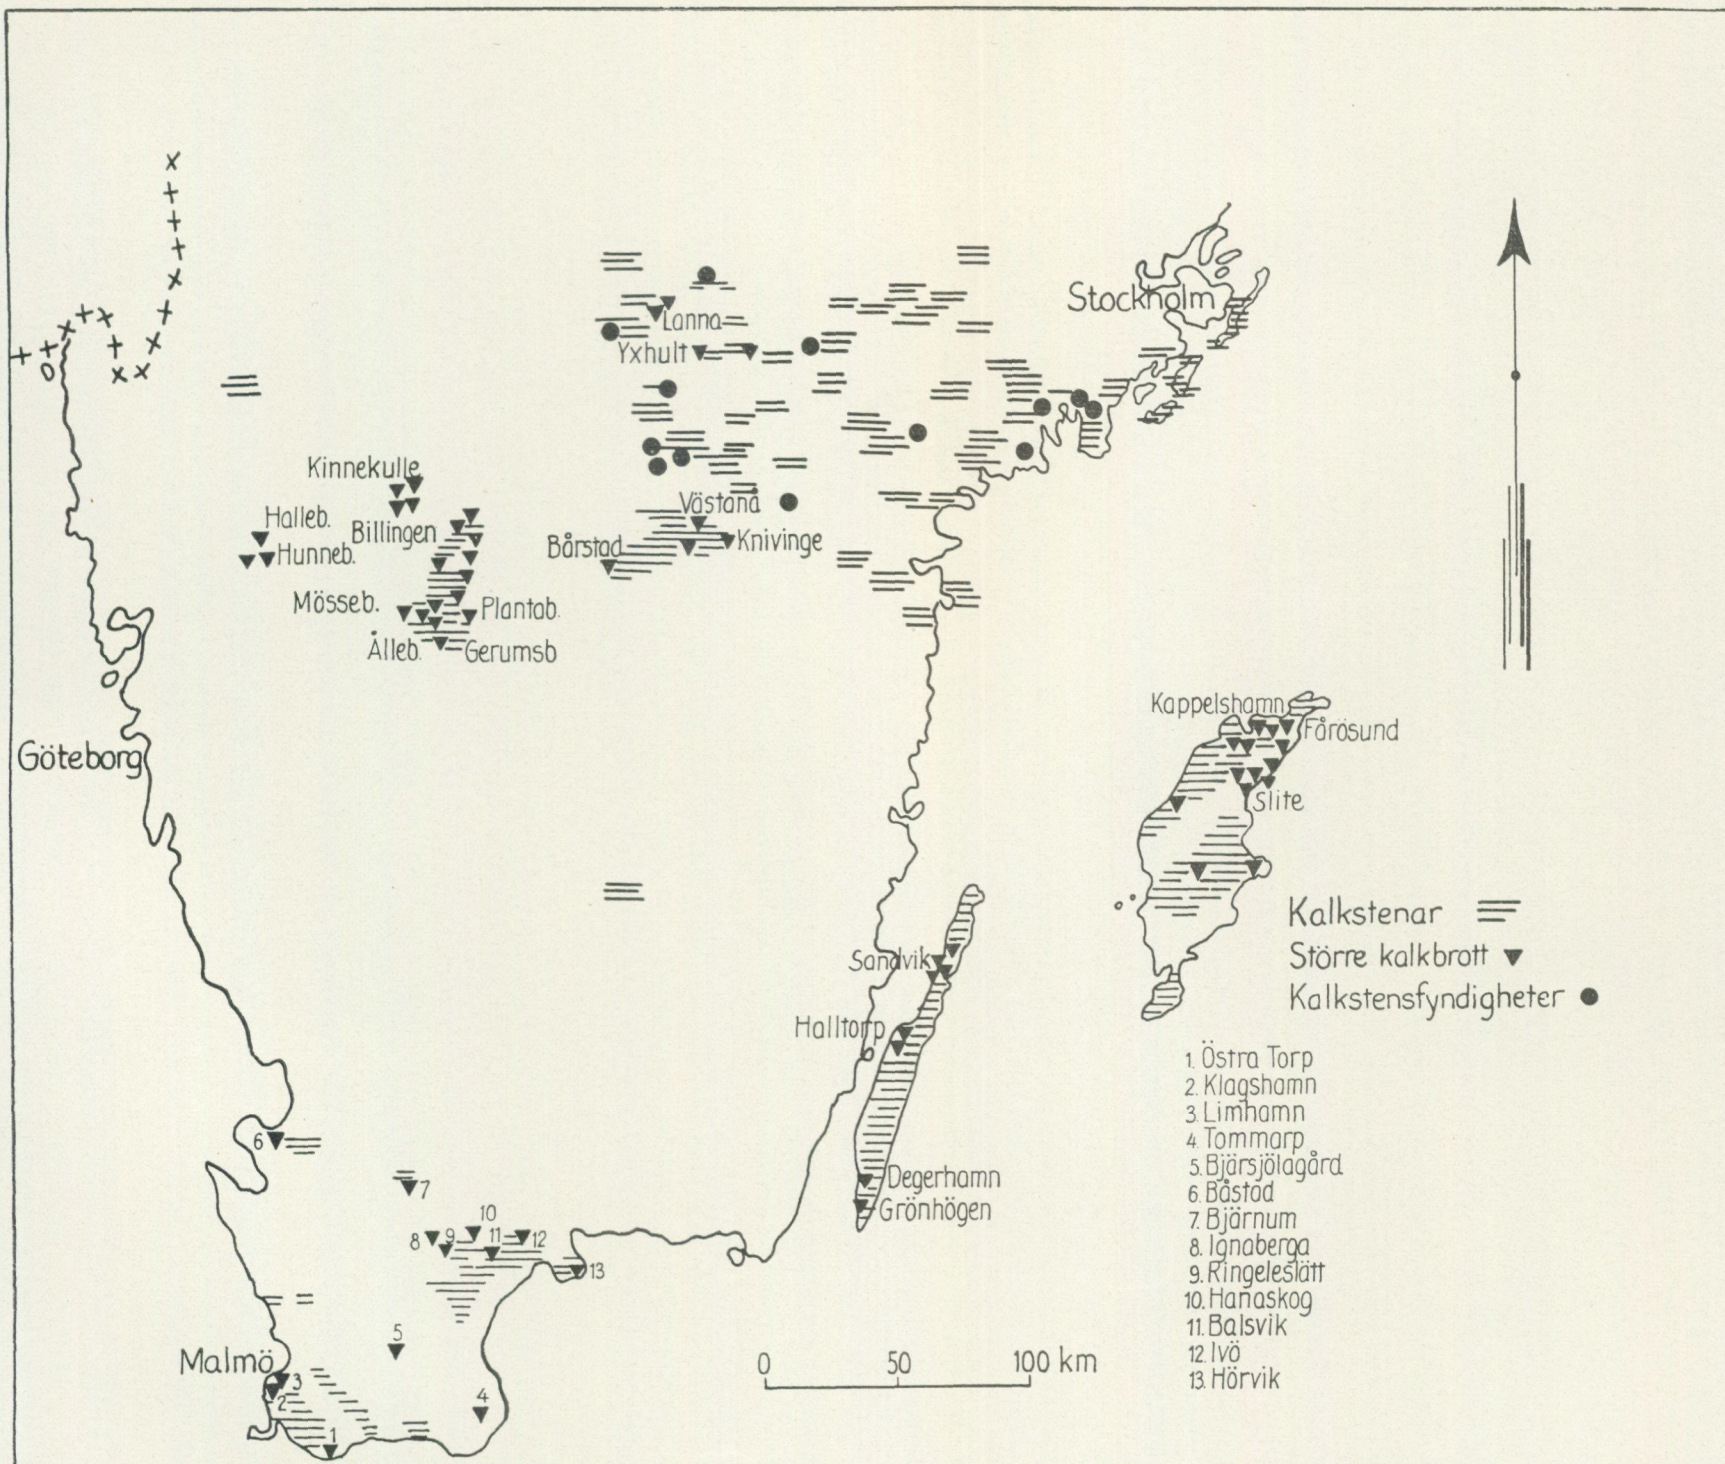 Stockholm
Lanna
Yxhult
Kinnekulle
Halleb.
Billingen
Hunneb.
Västanå
Bårstad
Knivinge
Mösseb.
Plantab.
Ålleb.
Gerumsb
Göteborg
Kappelshamn
Fårösund
Slite
Sandvik
Halltorp
Degerhamn
Grönhögen
Kalkstenar
Större kalkbrott
Kalkstensfyndigheter
1. Östra Torp
2. Klagshamn
3. Limhamn
4. Tommarp
5. Bjärsjölagård
6. Båstad
7. Bjärnum
8. Ignaberga
9. Ringeleslätt
10. Hanaskog
11. Balsvik
12. Ivö
13. Hörvik
6
7
10
8 9 11 12
13
5
Malmö
3
2
4
1
0 50 100 km